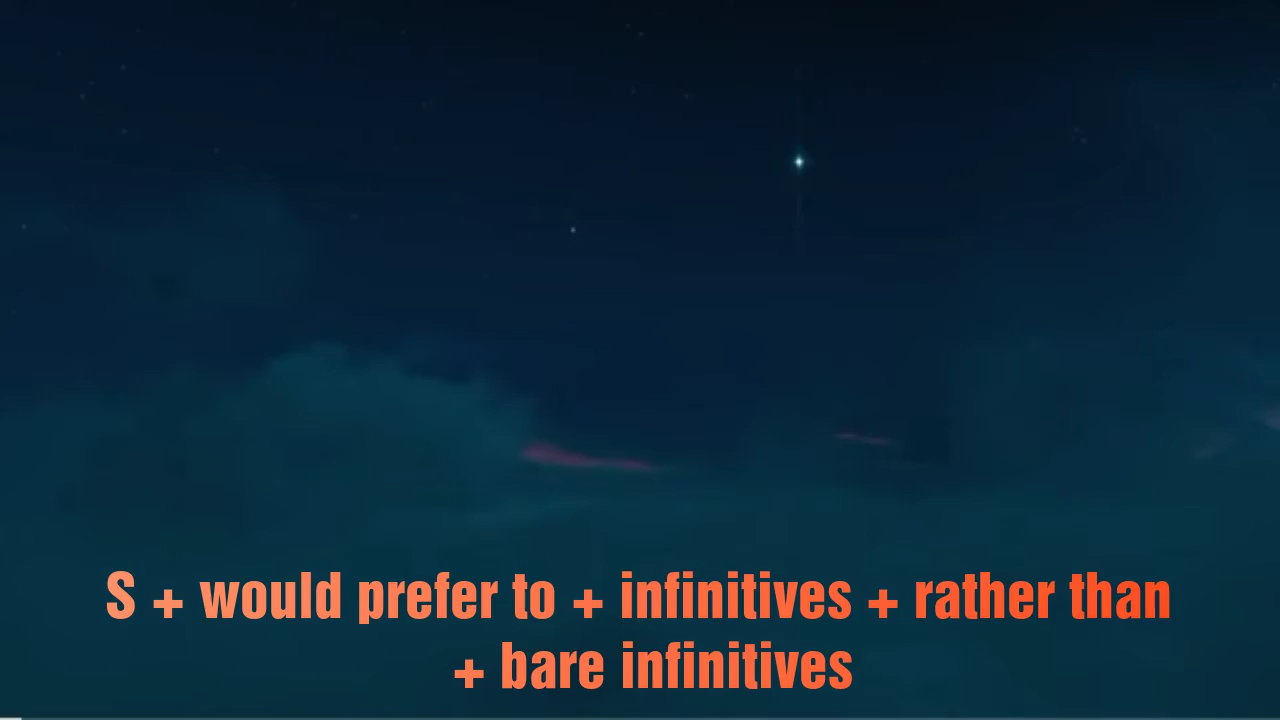 S + would prefer to + infinitives + rather than
+ bare infinitives